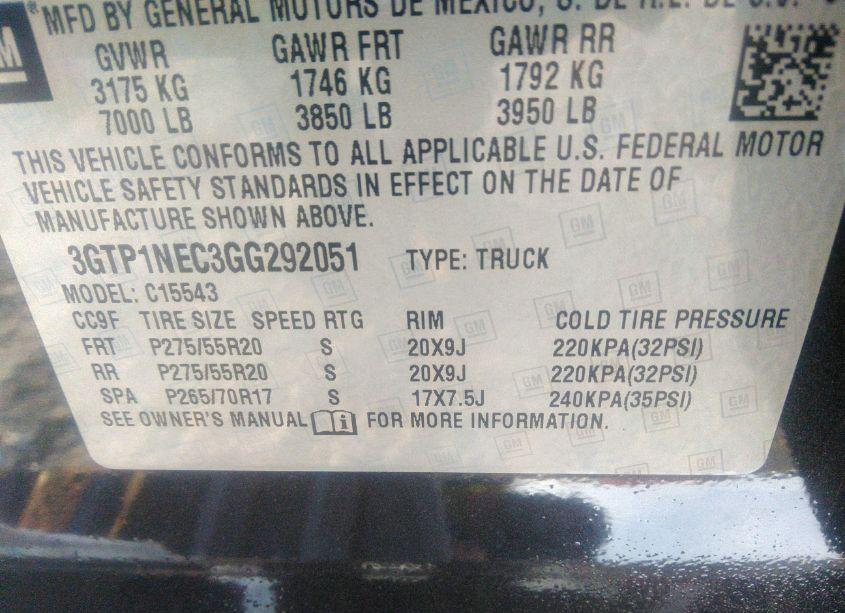 MFD BY GENERAL MOTORS DE MEXICO, S. DE R.L. DE C.V.
GM
GVWR GAWR FRT GAWR RR
3175 KG 1746 KG 1792 KG
7000 LB 3850 LB 3950 LB
THIS VEHICLE CONFORMS TO ALL APPLICABLE U.S. FEDERAL MOTOR
VEHICLE SAFETY STANDARDS IN EFFECT ON THE DATE OF
MANUFACTURE SHOWN ABOVE.
3GTP1NEC3GG292051 TYPE: TRUCK
MODEL: C15543
CC9F TIRE SIZE SPEED RTG RIM COLD TIRE PRESSURE
FRT P275/55R20 S 20X9J 220KPA(32PSI)
RR P275/55R20 S 20X9J 220KPA(32PSI)
SPA P265/70R17 S 17X7.5J 240KPA(35PSI)
SEE OWNER'S MANUAL i FOR MORE INFORMATION.